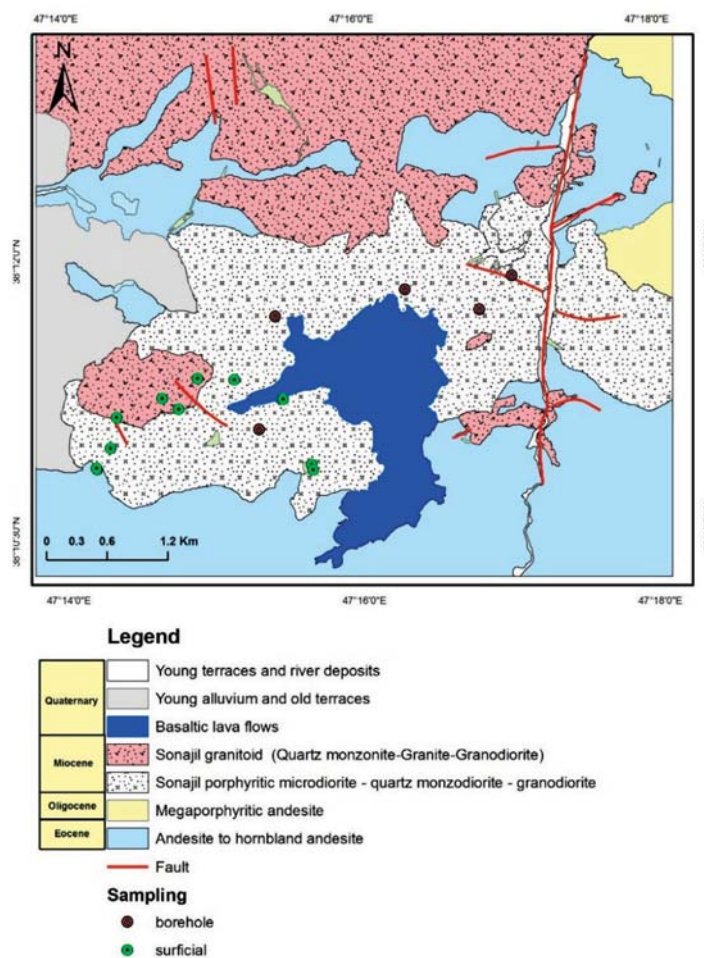 47°14'0"E 47°16'0"E 47°18'0"E
N
38°12'0"N
38°10'30"N
0 0.3 0.6 1.2 Km
47°14'0"E 47°16'0"E 47°18'0"E
Legend
Quaternary
Young terraces and river deposits
Young alluvium and old terraces
Basaltic lava flows
Miocene
Sonajil granitoid (Quartz monzonite-Granite-Granodiorite)
Sonajil porphyritic microdiorite - quartz monzodiorite - granodiorite
Oligocene
Megaporphyritic andesite
Eocene
Andesite to hornbland andesite
Fault
Sampling
borehole
surficial